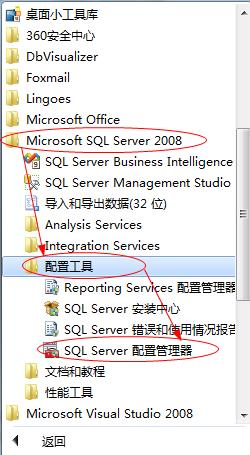 桌面小工具库
360安全中心
DbVisualizer
Foxmail
Lingoes
Microsoft Office
Microsoft SQL Server 2008
SQL Server Business Intelligence
SQL Server Management Studio
导入和导出数据(32 位)
Analysis Services
Integration Services
配置工具
Reporting Services 配置管理器
SQL Server 安装中心
SQL Server 错误和使用情况报告
SQL Server 配置管理器
文档和教程
性能工具
Microsoft Visual Studio 2008
返回